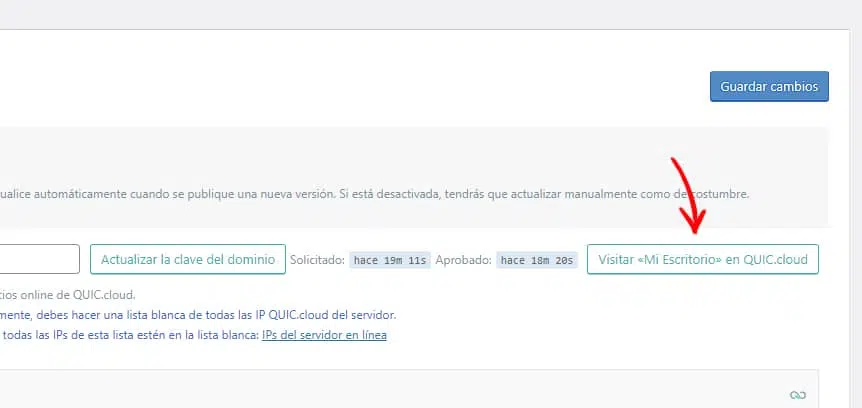 Guardar cambios
ualice automáticamente cuando se publique una nueva versión. Si está desactivada, tendrás que actualizar manualmente como de costumbre.
Actualizar la clave del dominio Solicitado: hace 19m 11s Aprobado: hace 18m 20s Visitar «Mi Escritorio» en QUIC.cloud
cios online de QUIC.cloud.
mente, debes hacer una lista blanca de todas las IP QUIC.cloud del servidor.
todas las IPs de esta lista estén en la lista blanca: IPs del servidor en línea